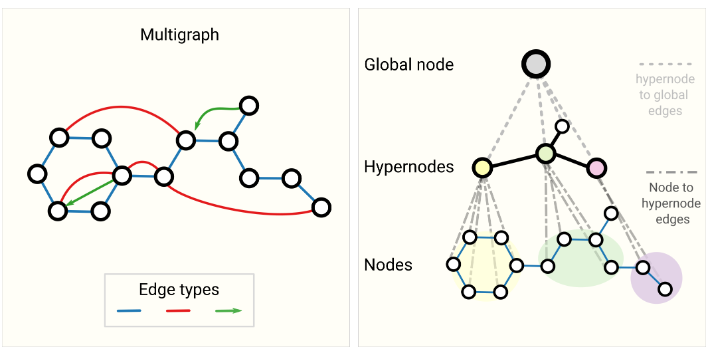 Multigraph
Edge types
Global node
hypernode
to global
edges
Hypernodes
Node to
hypernode
edges
Nodes